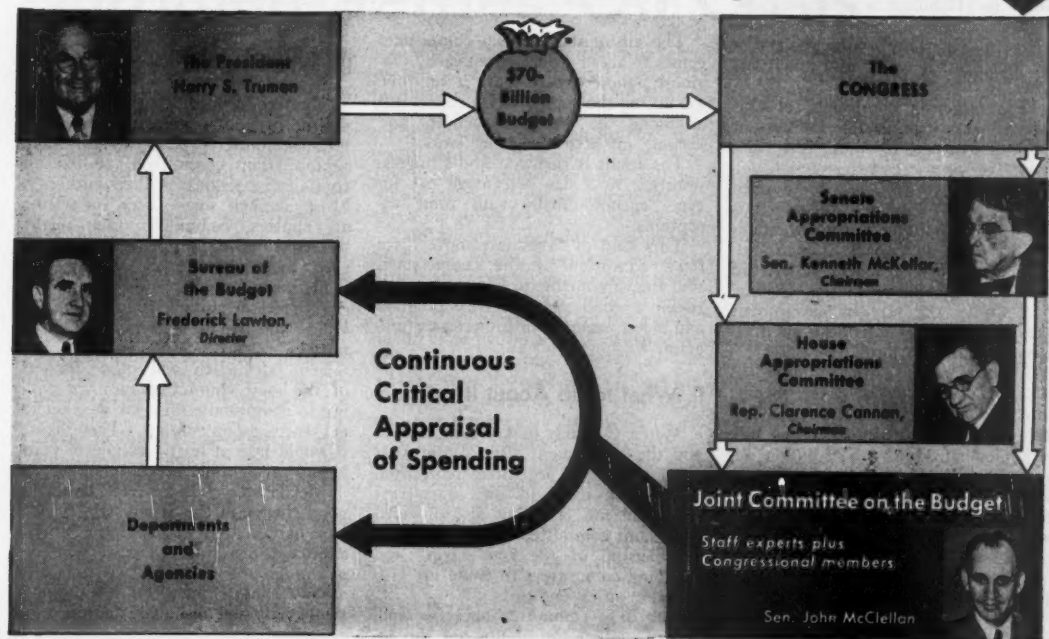 The President
Harry S. Truman
$70-
Billion
Budget
The
CONGRESS
Senate
Appropriations
Committee
Sen. Kenneth McKellar,
Chairman
Bureau of
the Budget
Frederick Lawton,
Director
House
Appropriations
Committee
Rep. Clarence Cannon,
Chairman
Continuous
Critical
Appraisal
of Spending
Departments
and
Agencies
Joint Committee on the Budget
Staff experts plus
Congressional members
Sen. John McClellan